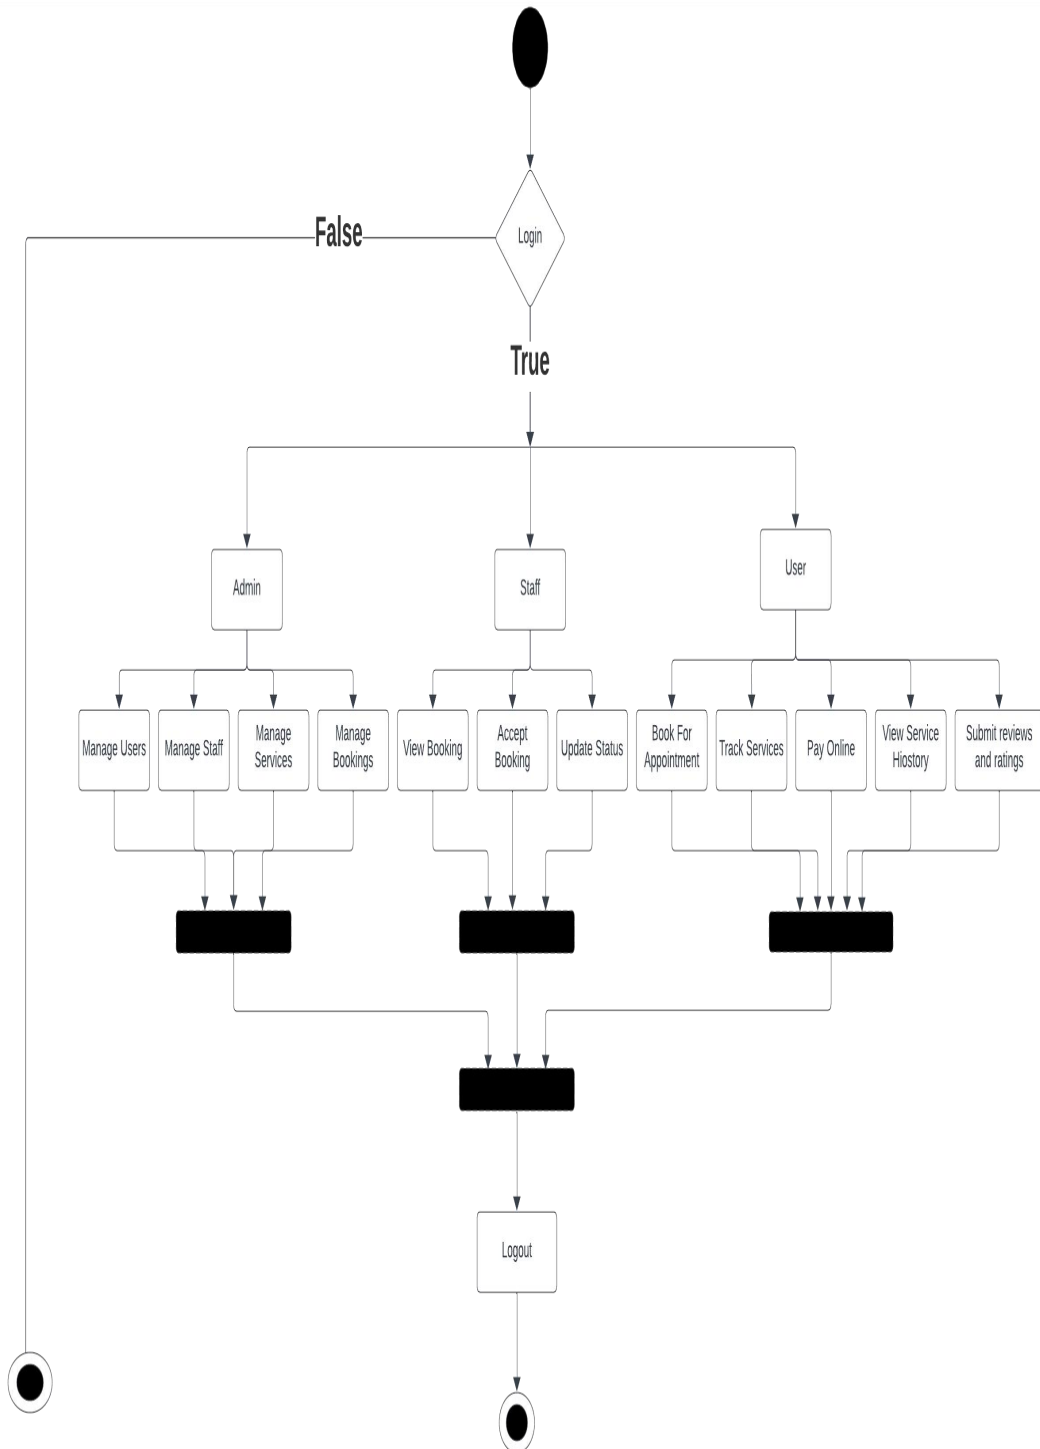 Login
False
True
Admin
Staff
User
Manage Users
Manage Staff
Manage
Services
Manage
Bookings
View Booking
Accept
Booking
Update Status
Book For
Appointment
Track Services
Pay Online
View Service
Hiostory
Submit reviews
and ratings
Logout